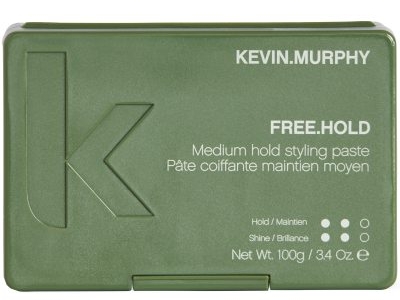 KEVIN.MURPHY
FREE.HOLD
Medium hold styling paste
Pâte coiffante maintien moyen
Hold / Maintien
Shine / Brillance
Net Wt. 100g / 3.4 Oz. e